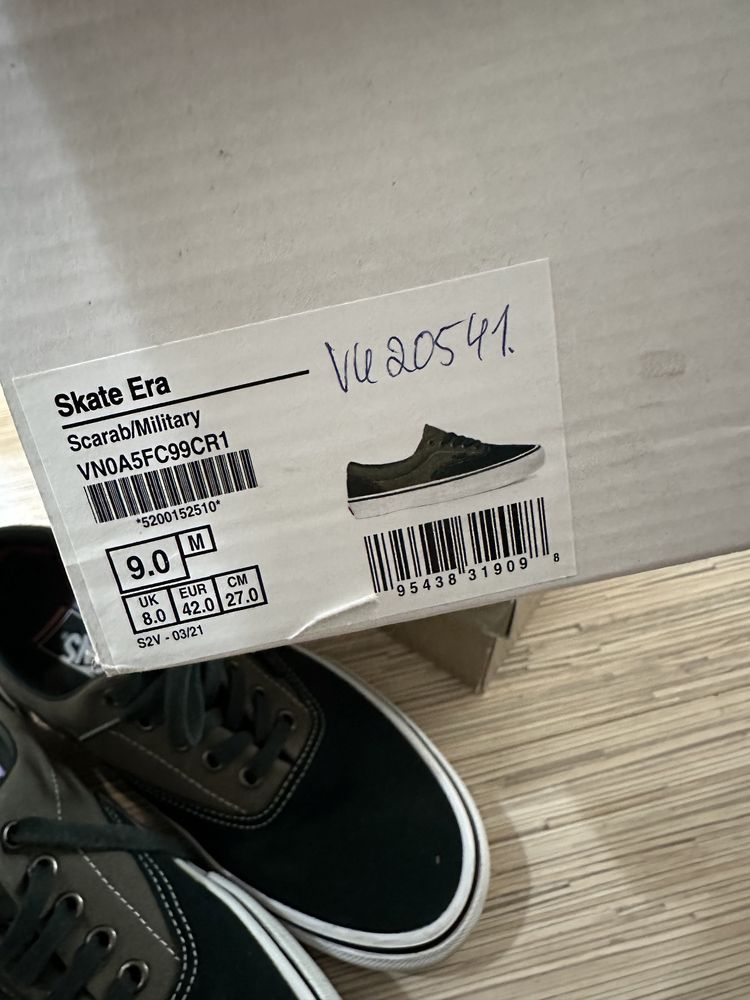 Skate Era
V420541.
Scarab/Military
VN0A5FC99CR1
*5200152510*
9.0 M
UK EUR CM
8.0 42.0 27.0
S2V - 03/21
95438 31909 8